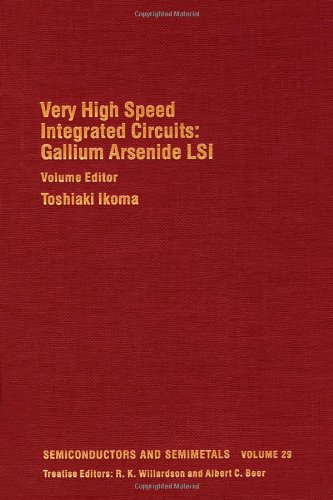 Very High Speed
Integrated Circuits:
Gallium Arsenide LSI
Volume Editor
Toshiaki Ikoma
SEMICONDUCTORS AND SEMIMETALS VOLUME 29
Treatise Editors: R. K. Willardson and Albert C. Beer